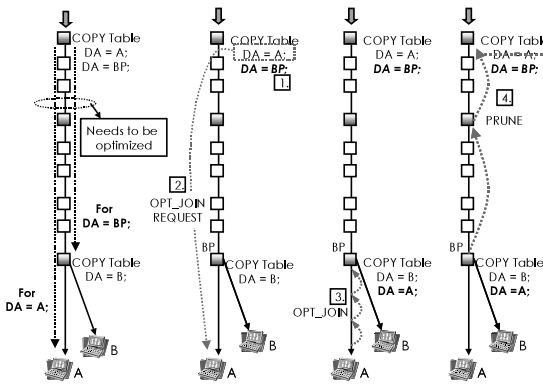 COPY Table
DA = A;
DA = BP;
Needs to be
optimized
For
DA = BP;
COPY Table
DA = B;
For
DA = A;
B
A
COPY Table
DA = A;
DA = BP;
1.
2.
OPT_JOIN
REQUEST
BP
COPY Table
DA = B;
B
A
COPY Table
DA = A;
DA = BP;
BP
COPY Table
DA = B;
DA =A;
3.
OPT_JOIN
B
A
COPY Table
DA = A;
DA = BP;
4.
PRUNE
BP
COPY Table
DA = B;
DA =A;
B
A